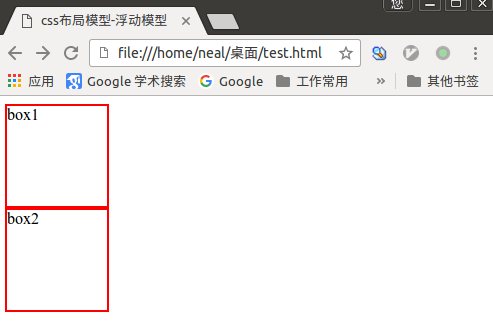 您
css布局模型-浮动模型
file:///home/neal/桌面/test.html
应用 Google 学术搜索 Google 工作常用 » 其他书签
box1
box2